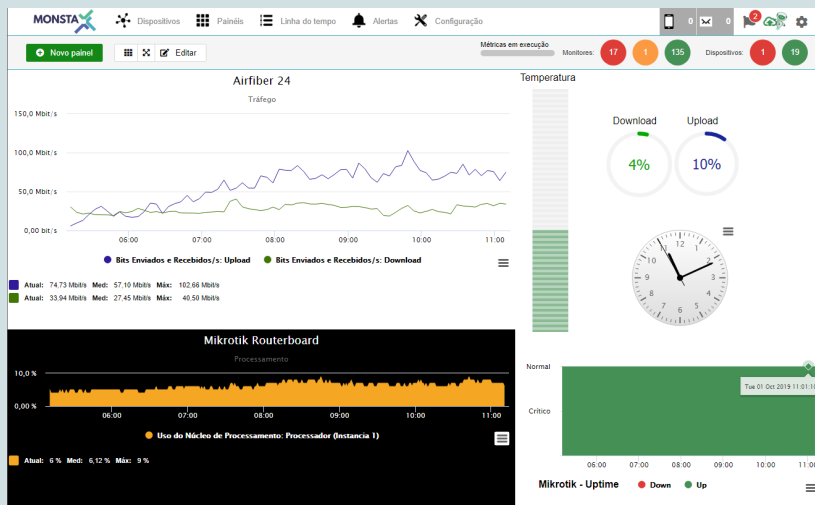 MONSTA Dispositivos Painéis Linha do tempo Alertas Configuração 0 0 2
Novo painel Editar Métricas em execução Monitores: 17 1 135 Dispositivos: 1 19
Airfiber 24
Tráfego
150,0 Mbit/s
100,0 Mbit/s
50,0 Mbit/s
0,00 bit/s
06:00 07:00 08:00 09:00 10:00 11:00
Bits Enviados e Recebidos/s: Upload Bits Enviados e Recebidos/s: Download
Atual: 74,73 Mbit/s Med: 57,10 Mbit/s Máx: 102,66 Mbit/s
Atual: 33,94 Mbit/s Med: 27,45 Mbit/s Máx: 40,50 Mbit/s
Temperatura
Download Upload
4% 10%
12 1 2 3 4 5 6 7 8 9 10 11
Mikrotik Routerboard
Processamento
10,0 %
0,00 %
06:00 07:00 08:00 09:00 10:00 11:00
Uso do Núcleo de Processamento: Processador (Instancia 1)
Atual: 6 % Med: 6,12 % Máx: 9 %
Normal
Tue 01 Oct 2019 11:01:10
Crítico
06:00 07:00 08:00 09:00 10:00 11:00
Mikrotik - Uptime Down Up